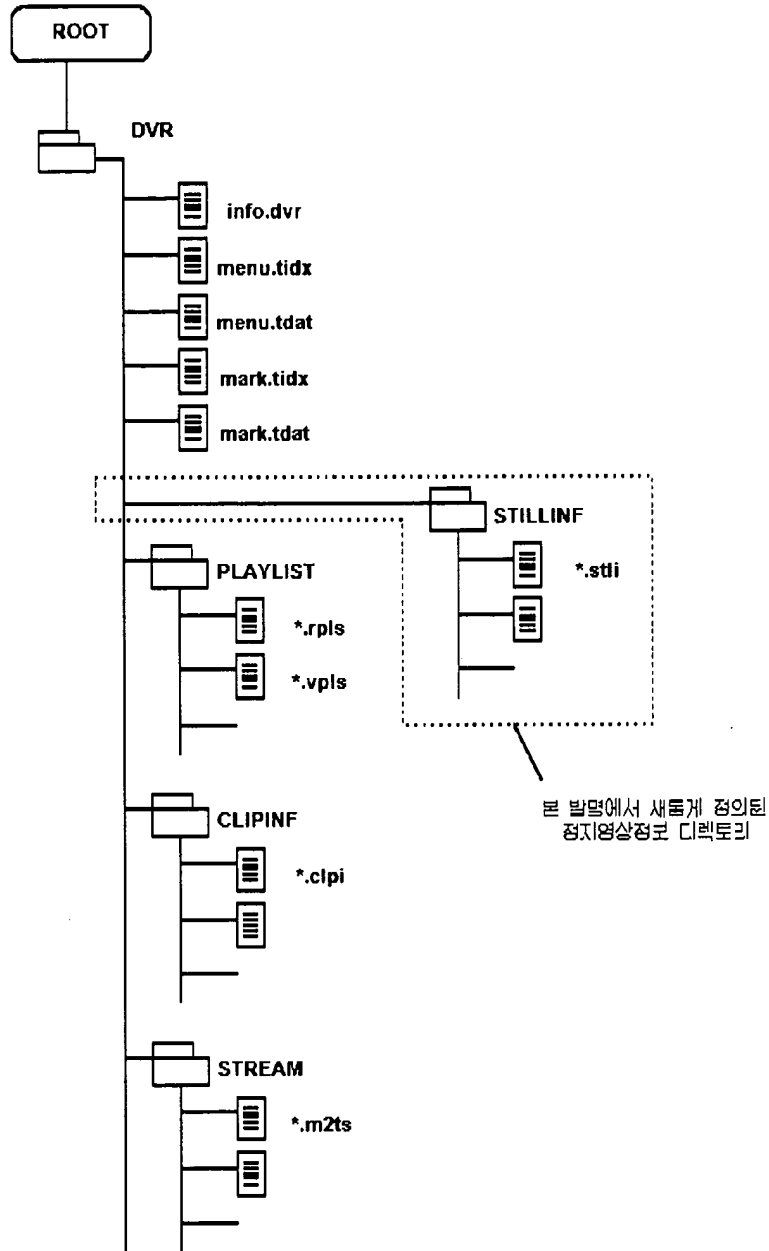 ROOT
DVR
info.dvr
menu.tidx
menu.tdat
mark.tidx
mark.tdat
STILLINF
*.stli
PLAYLIST
*.rpls
*.vpls
본 발명에서 새롭게 정의된
정지영상정보 디렉토리
CLIPINF
*.clpi
STREAM
*.m2ts